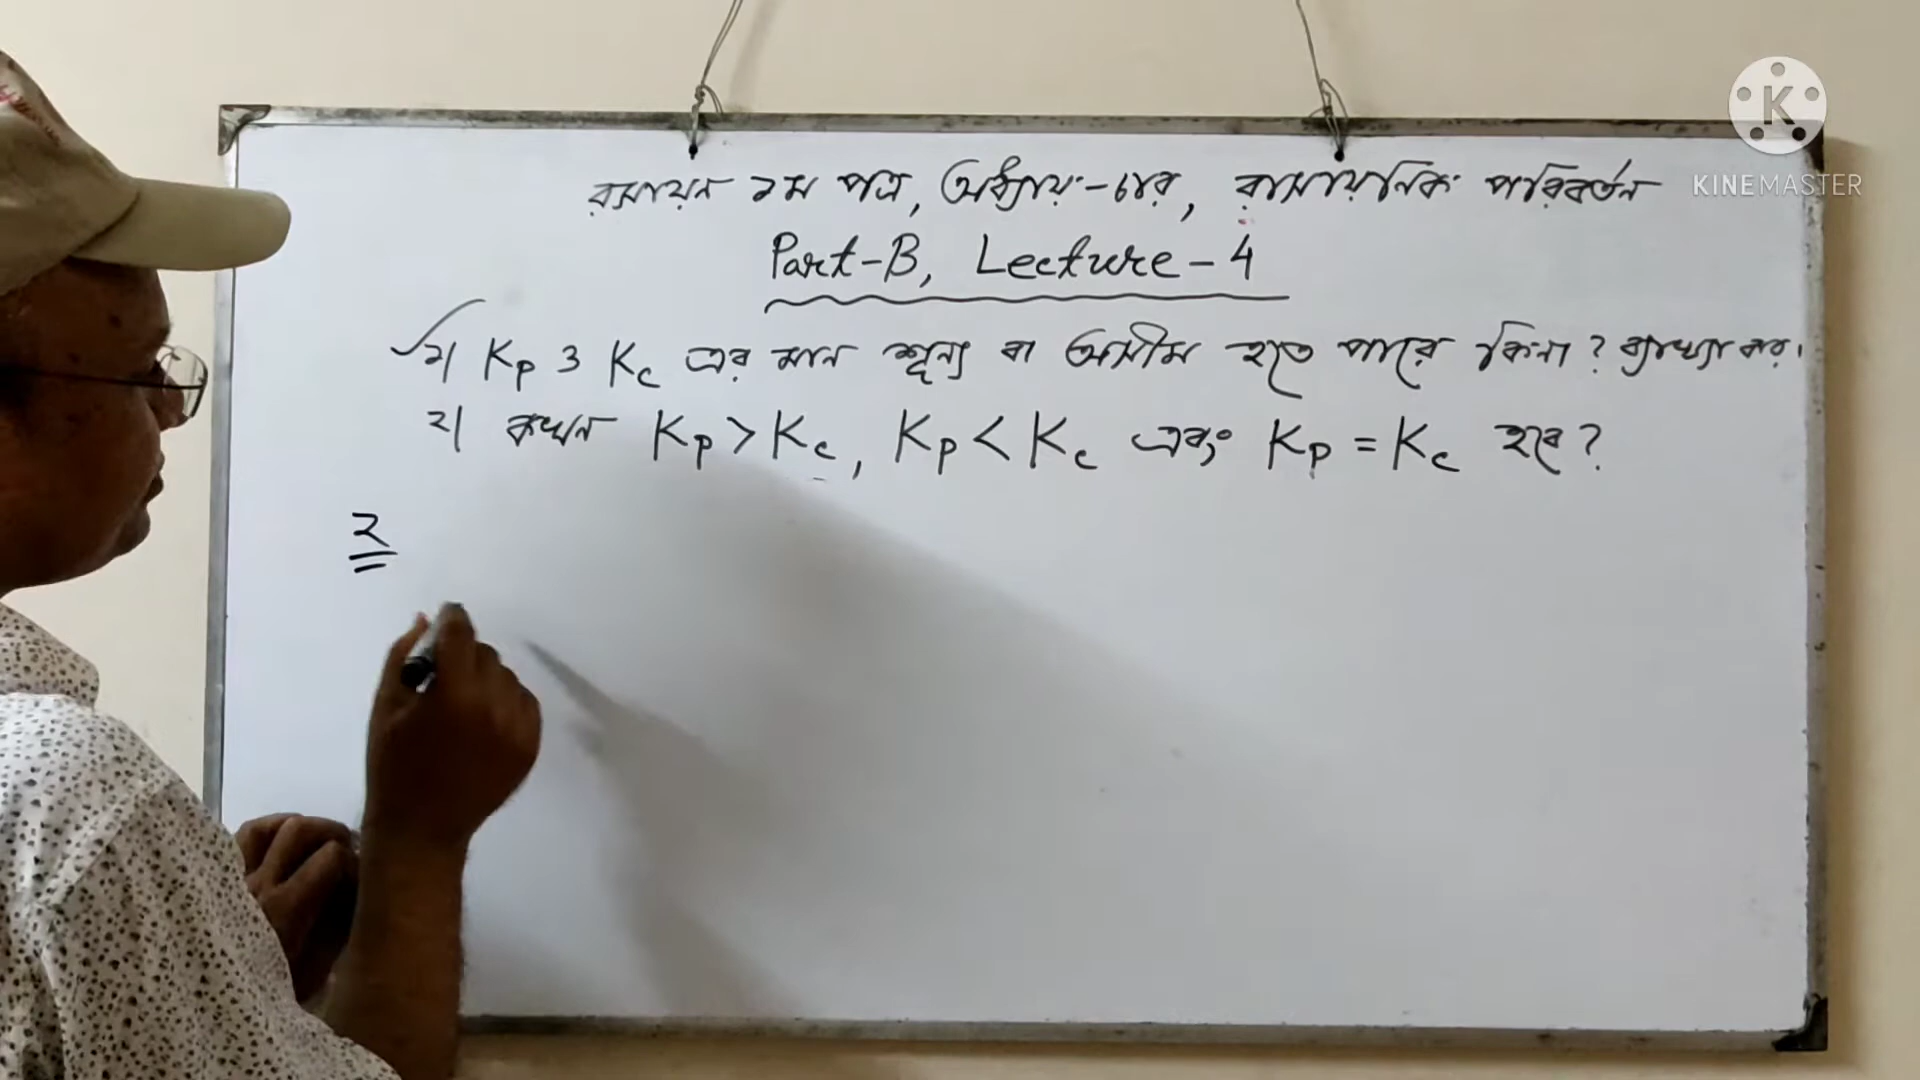 রসায়ন ১ম পত্র, অধ্যায়-৪র্থ, রাসায়নিক পরিবর্তন
Part-B, Lecture-4
১। Kp ও Kc এর মান শূন্য বা অসীম হতে পারে কিনা? ব্যাখ্যা কর।
২। কখন Kp > Kc, Kp < Kc এবং Kp = Kc হবে?
২
K
KINEMASTER